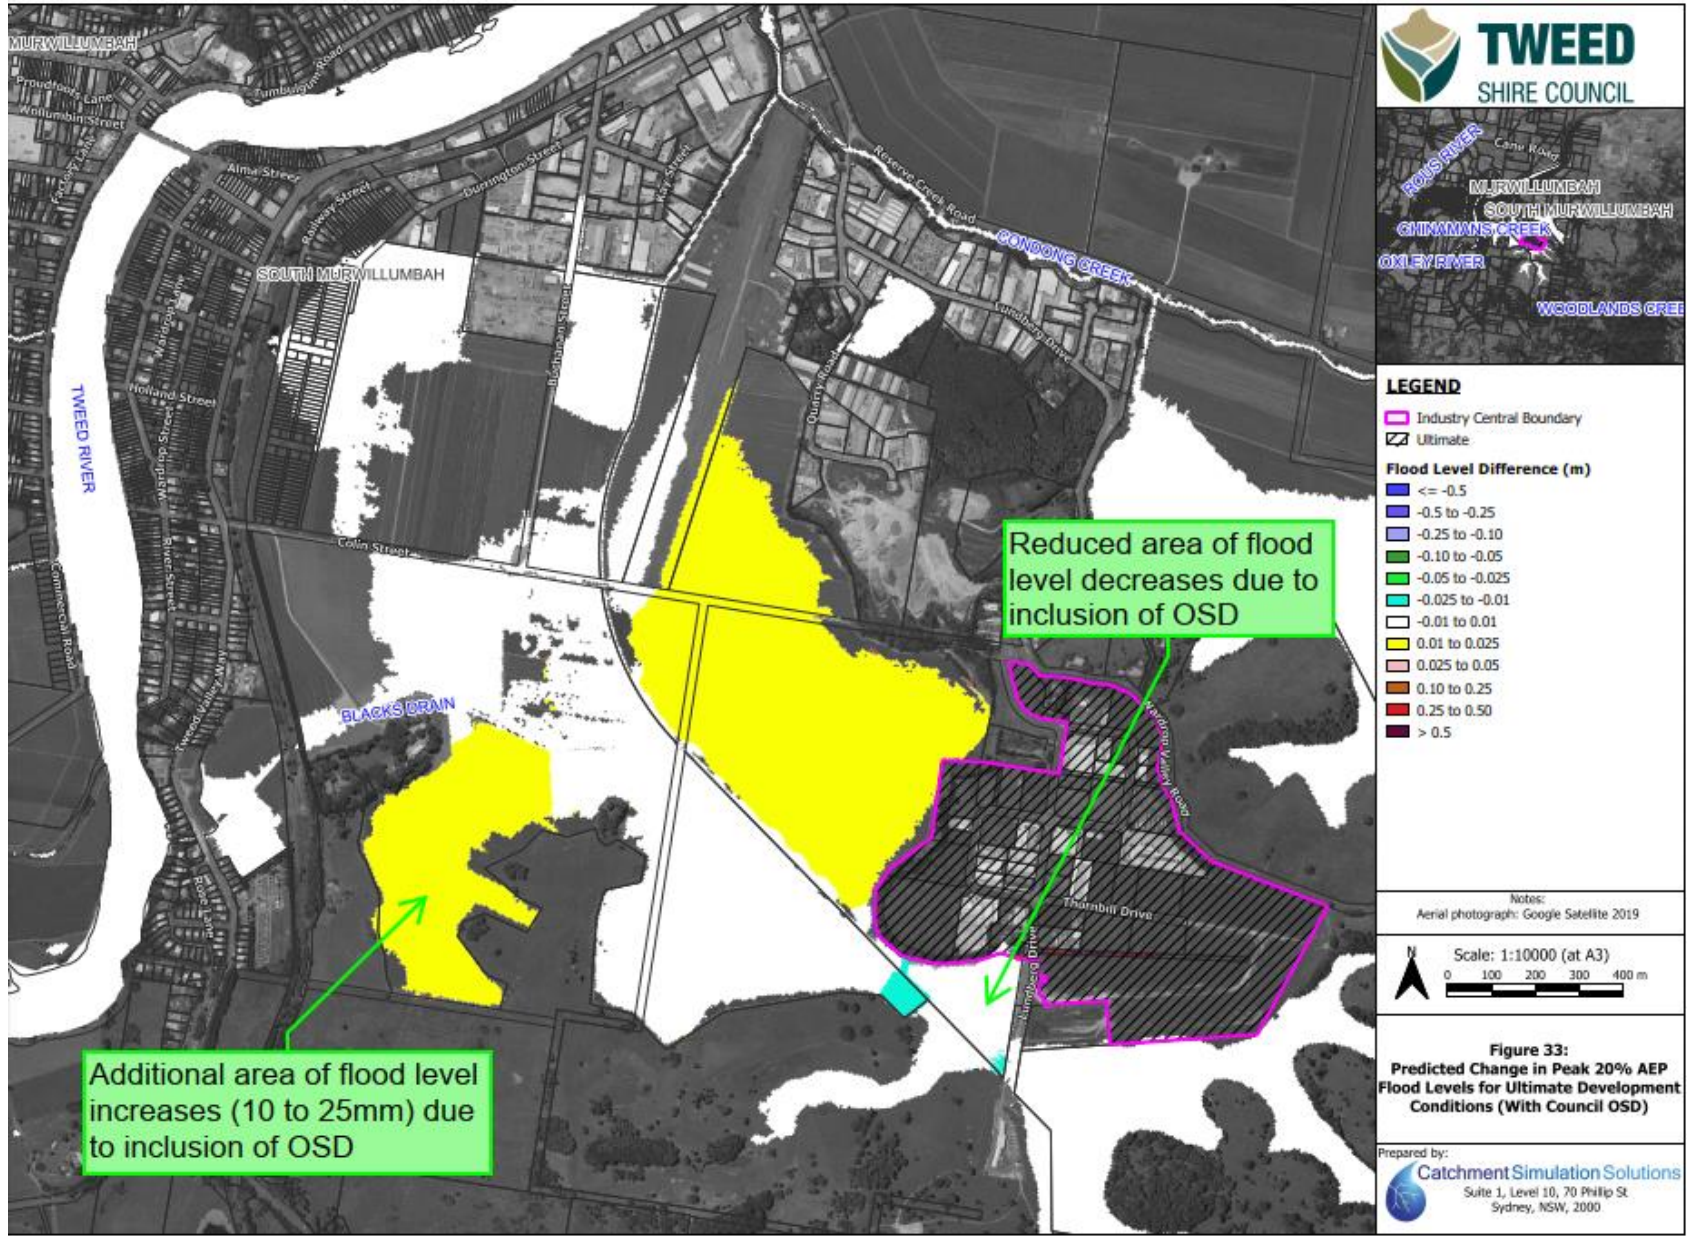 MURWILLUMBAH
Proudfoots Lane
Wollumbin Street
Tumbulgum Road
Factory Lane
Alma Street
Durrington Street
Railway Street
Kay Street
Reserve Creek Road
CONDONG CREEK
SOUTH MURWILLUMBAH
Wardrop Lane
Buchanan Street
Lundberg Drive
Quarry Road
Holland Street
TWEED RIVER
Wardrop Street
River Street
Colin Street
Commercial Road
Reduced area of flood
level decreases due to
inclusion of OSD
Tweed Valley Way
BLACKS DRAIN
Wardrop Valley Road
Rose Lane
Thornbill Drive
Lundberg Drive
Additional area of flood level
increases (10 to 25mm) due
to inclusion of OSD
TWEED
SHIRE COUNCIL
ROUS RIVER
Cane Road
MURWILLUMBAH
SOUTH MURWILLUMBAH
CHINAMANS CREEK
OXLEY RIVER
WOODLANDS CREE
LEGEND
Industry Central Boundary
Ultimate
Flood Level Difference (m)
<= -0.5
-0.5 to -0.25
-0.25 to -0.10
-0.10 to -0.05
-0.05 to -0.025
-0.025 to -0.01
-0.01 to 0.01
0.01 to 0.025
0.025 to 0.05
0.10 to 0.25
0.25 to 0.50
> 0.5
Notes:
Aerial photograph: Google Satellite 2019
N
Scale: 1:10000 (at A3)
0 100 200 300 400 m
Figure 33:
Predicted Change in Peak 20% AEP
Flood Levels for Ultimate Development
Conditions (With Council OSD)
Prepared by:
Catchment Simulation Solutions
Suite 1, Level 10, 70 Phillip St
Sydney, NSW, 2000